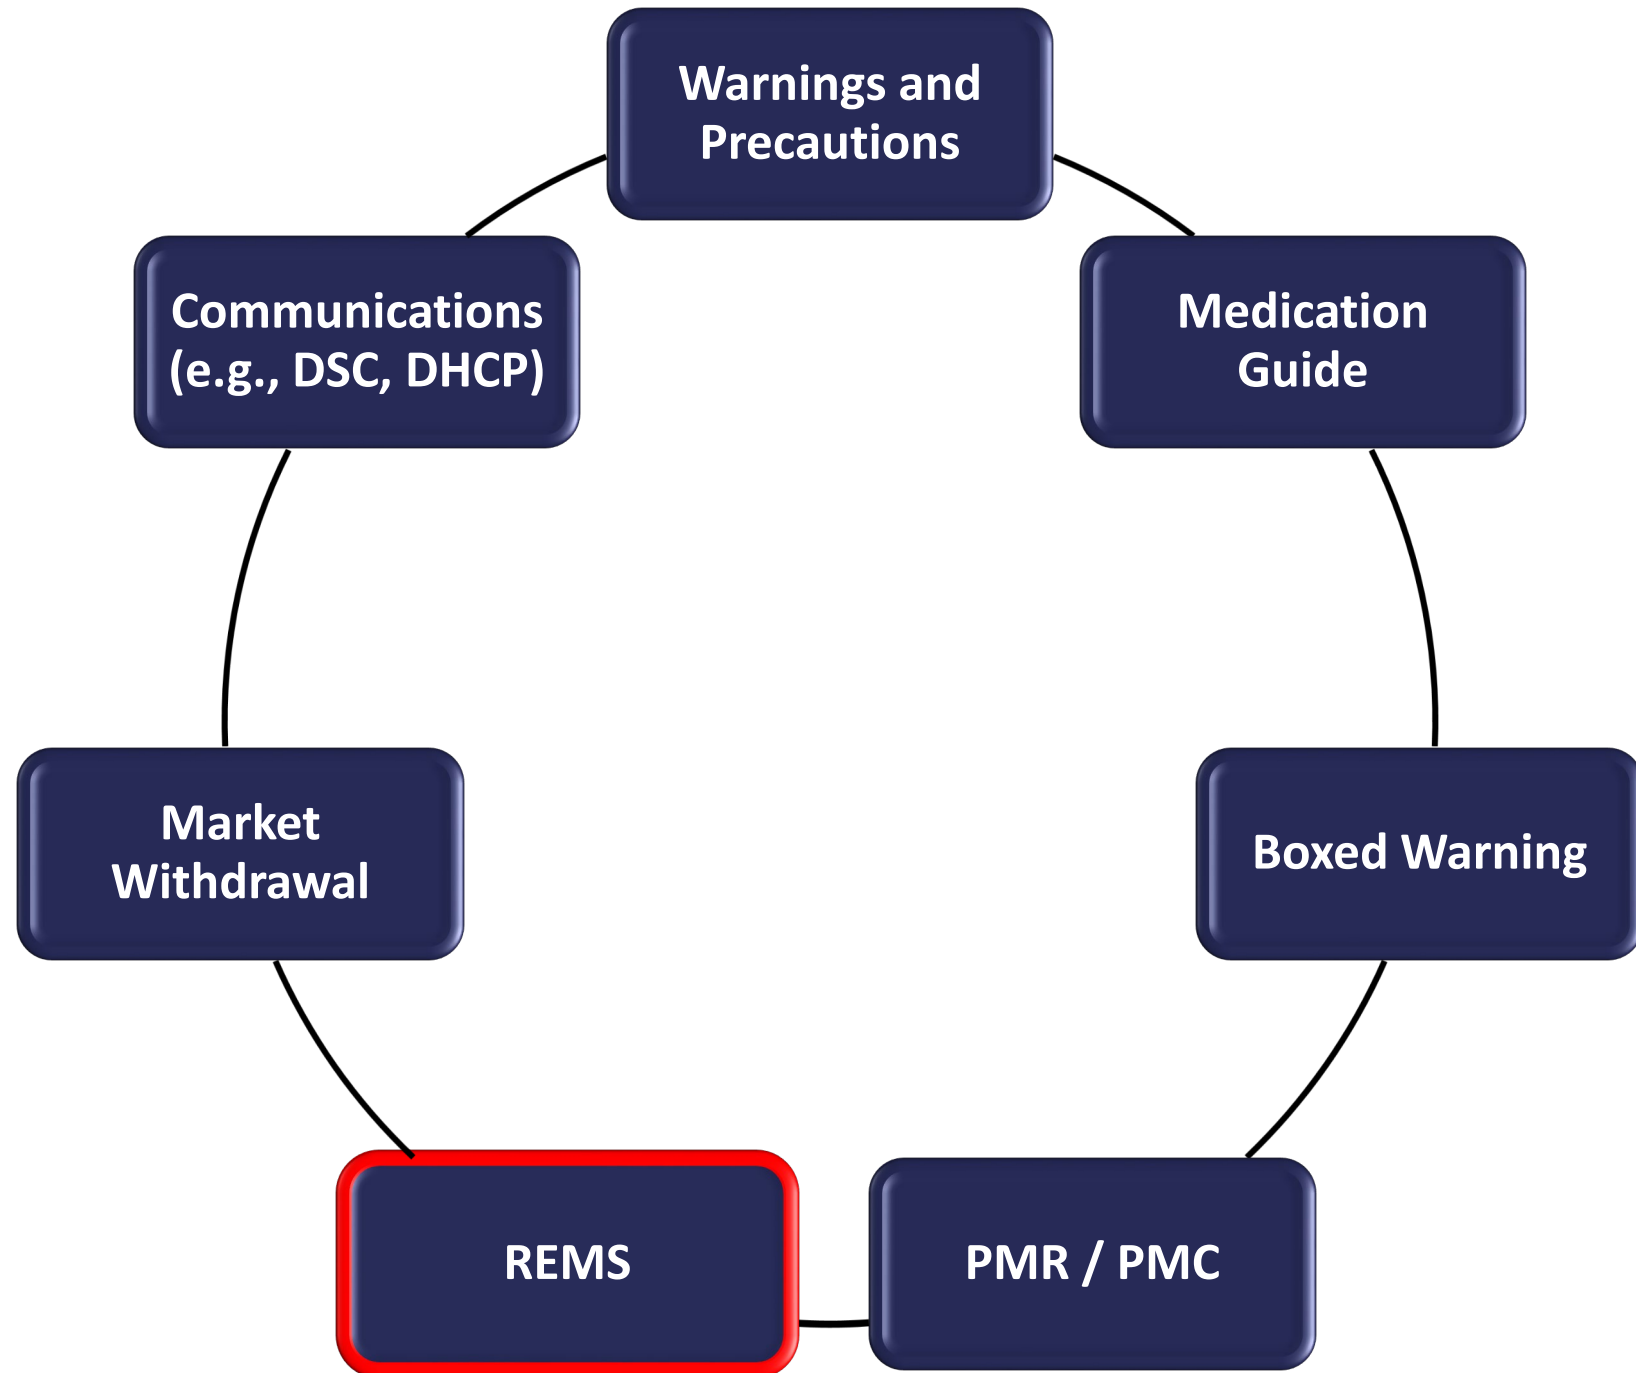 Warnings and
Precautions
Communications
(e.g., DSC, DHCP)
Medication
Guide
Market
Withdrawal
Boxed Warning
REMS
PMR / PMC